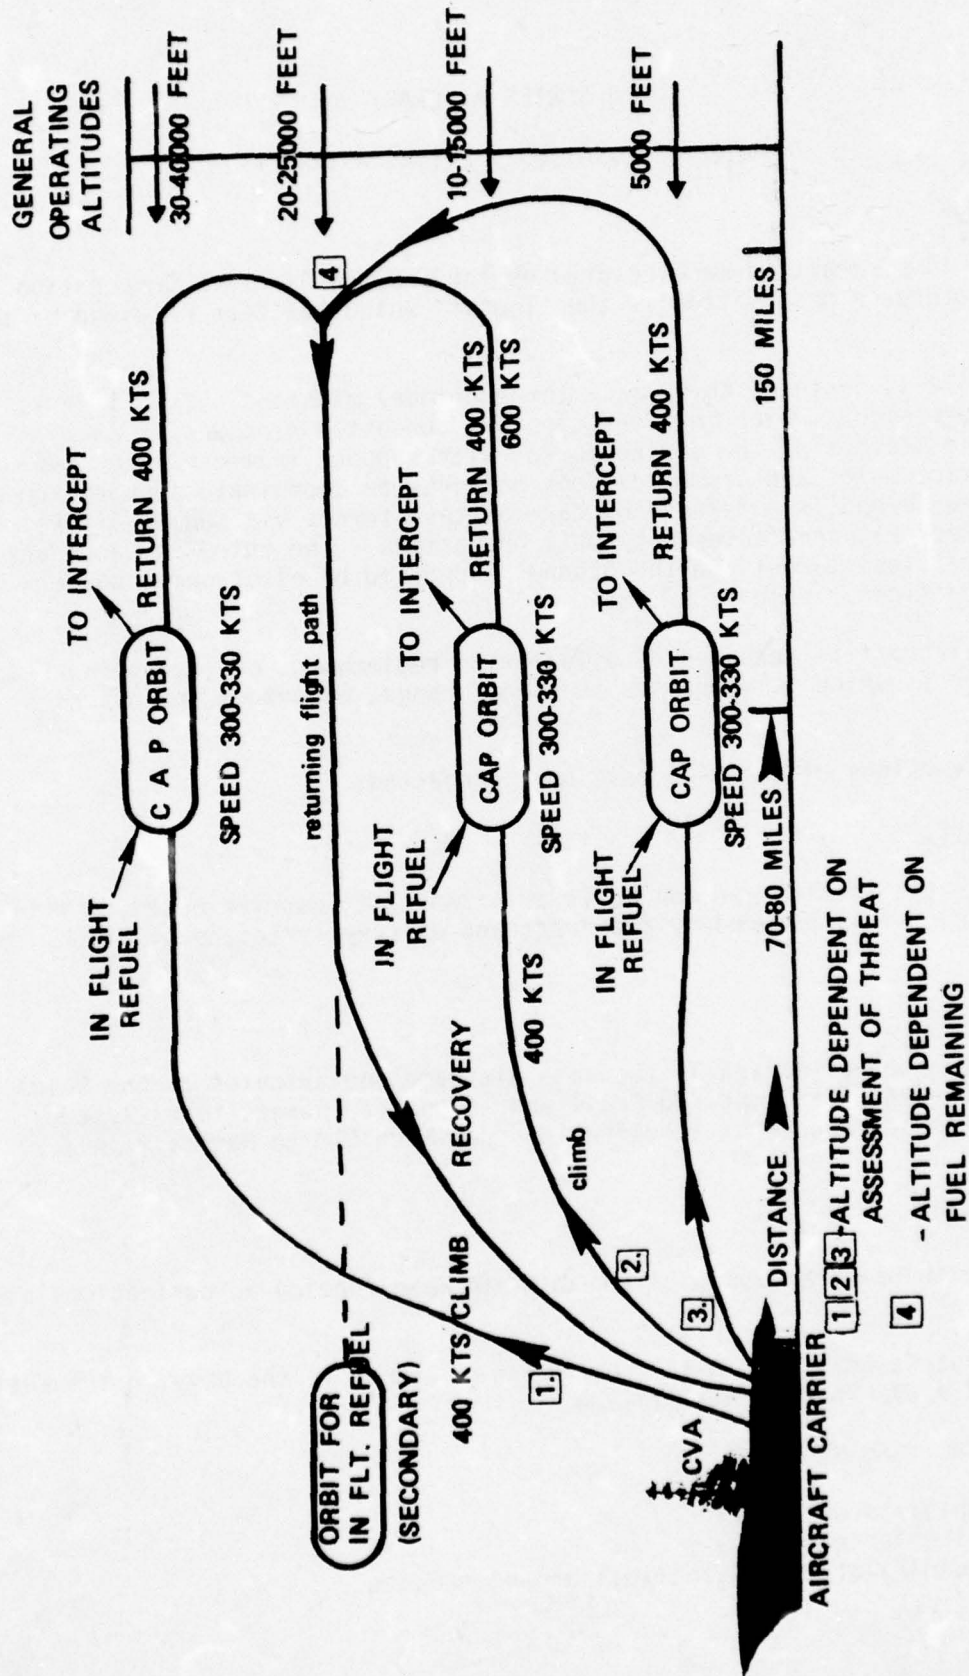 GENERAL
OPERATING
ALTITUDES
30-40000 FEET
20-25000 FEET
10-15000 FEET
5000 FEET
IN FLIGHT
REFUEL
C A P ORBIT
TO INTERCEPT
RETURN 400 KTS
SPEED 300-330 KTS
4
returning flight path
ORBIT FOR
IN FLT. REFUEL
(SECONDARY)
400 KTS CLIMB
RECOVERY
1.
IN FLIGHT
REFUEL
CAP ORBIT
TO INTERCEPT
RETURN 400 KTS
600 KTS
400 KTS
SPEED 300-330 KTS
climb
2.
IN FLIGHT
REFUEL
CAP ORBIT
TO INTERCEPT
RETURN 400 KTS
SPEED 300-330 KTS
3.
CVA
AIRCRAFT CARRIER
DISTANCE
70-80 MILES
150 MILES
1 2 3 -ALTITUDE DEPENDENT ON
ASSESSMENT OF THREAT
4 - ALTITUDE DEPENDENT ON
FUEL REMAINING